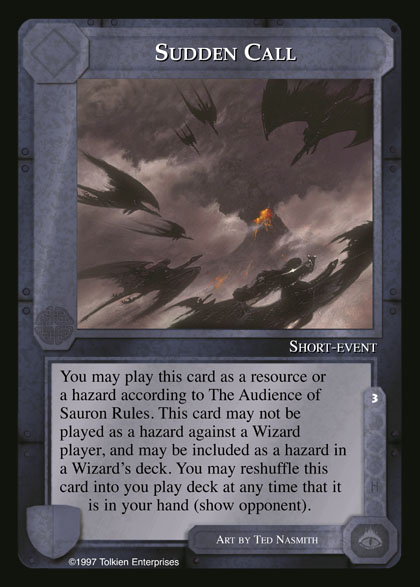 SUDDEN CALL
SHORT-EVENT
You may play this card as a resource or
a hazard according to The Audience of
Sauron Rules. This card may not be
played as a hazard against a Wizard
player, and may be included as a hazard in
a Wizard's deck. You may reshuffle this
card into you play deck at any time that it
is in your hand (show opponent).
3
H
ART BY TED NASMITH
©1997 Tolkien Enterprises